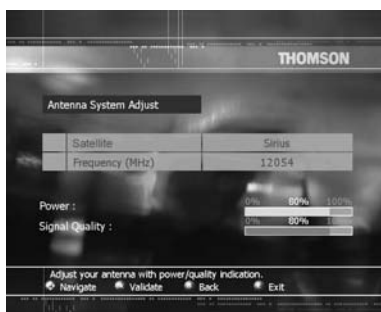 THOMSON
Antenna System Adjust
Satellite Sirius
Frequency (MHz) 12054
Power : 0% 80% 100%
Signal Quality : 0% 80%
Adjust your antenna with power/quality indication.
Navigate Validate Back Exit